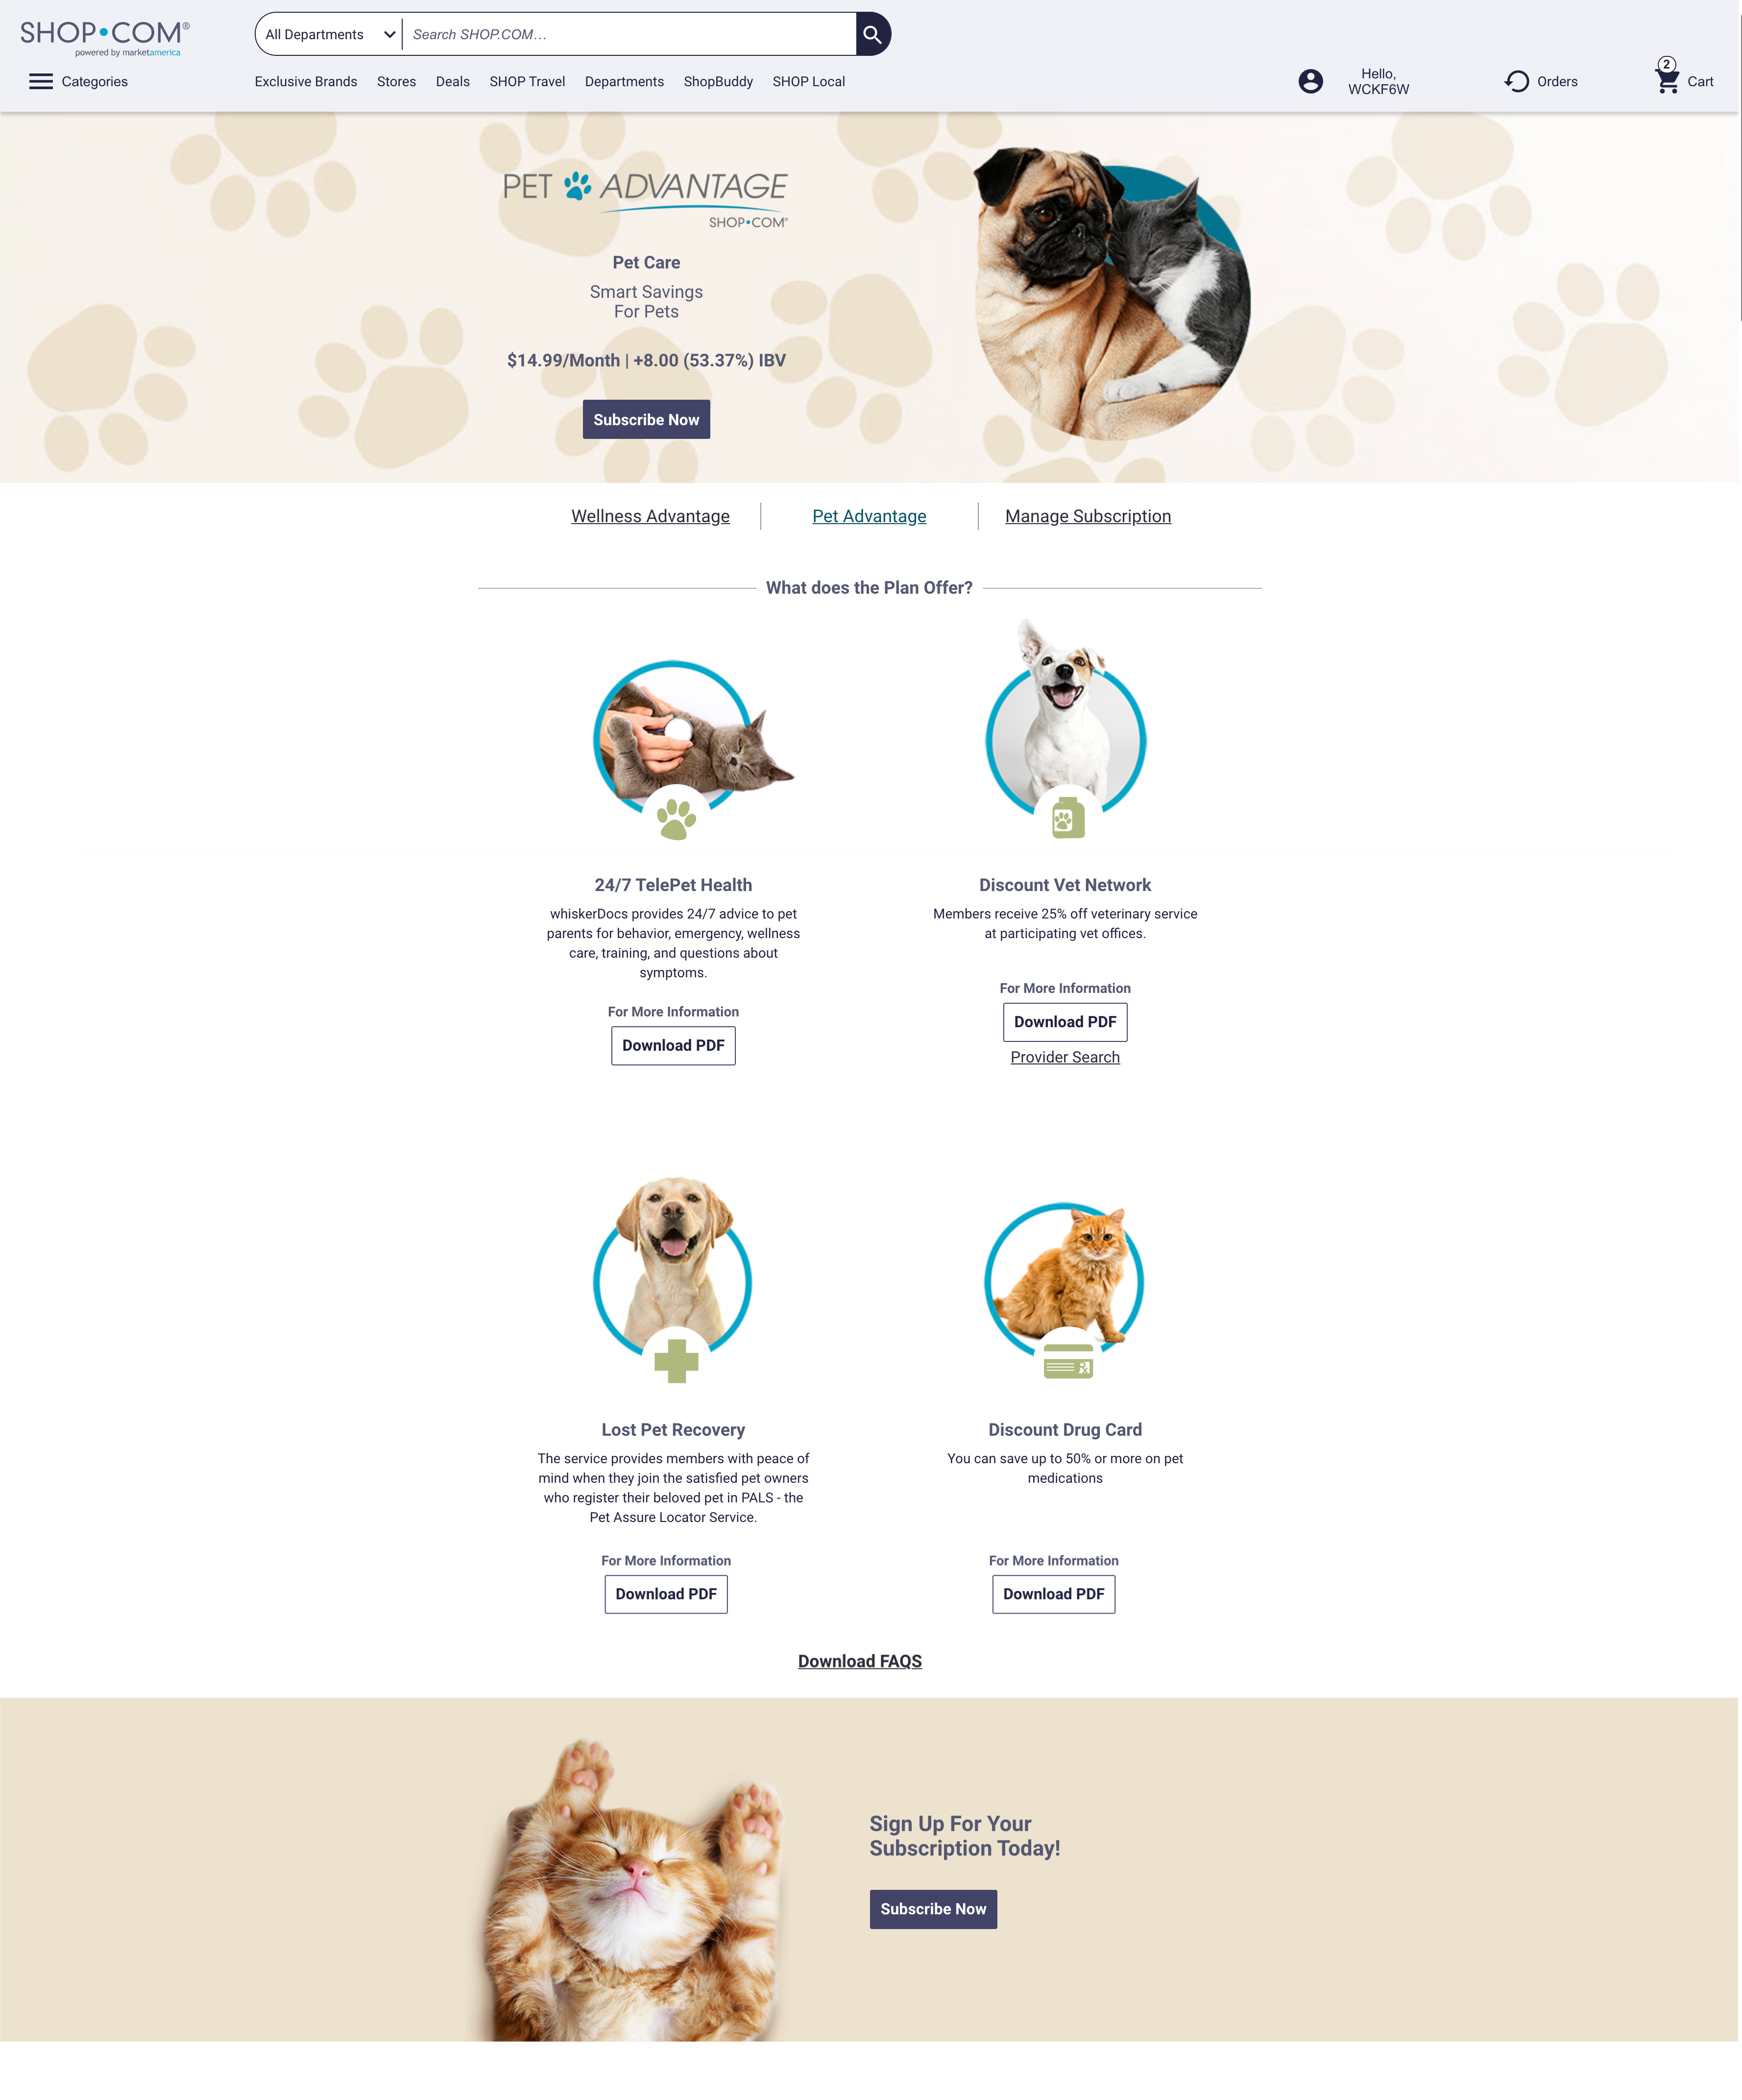 SHOP•COM®
powered by marketamerica
All Departments
Search SHOP.COM...
Categories
Exclusive Brands
Stores
Deals
SHOP Travel
Departments
ShopBuddy
SHOP Local
Hello,
WCKF6W
Orders
2
Cart
PET ADVANTAGE
SHOP•COM®
Pet Care
Smart Savings
For Pets
$14.99/Month | +8.00 (53.37%) IBV
Subscribe Now
Wellness Advantage
Pet Advantage
Manage Subscription
What does the Plan Offer?
24/7 TelePet Health
whiskerDocs provides 24/7 advice to pet
parents for behavior, emergency, wellness
care, training, and questions about
symptoms.
For More Information
Download PDF
Discount Vet Network
Members receive 25% off veterinary service
at participating vet offices.
For More Information
Download PDF
Provider Search
Lost Pet Recovery
The service provides members with peace of
mind when they join the satisfied pet owners
who register their beloved pet in PALS - the
Pet Assure Locator Service.
For More Information
Download PDF
Discount Drug Card
You can save up to 50% or more on pet
medications
For More Information
Download PDF
Download FAQS
Sign Up For Your
Subscription Today!
Subscribe Now